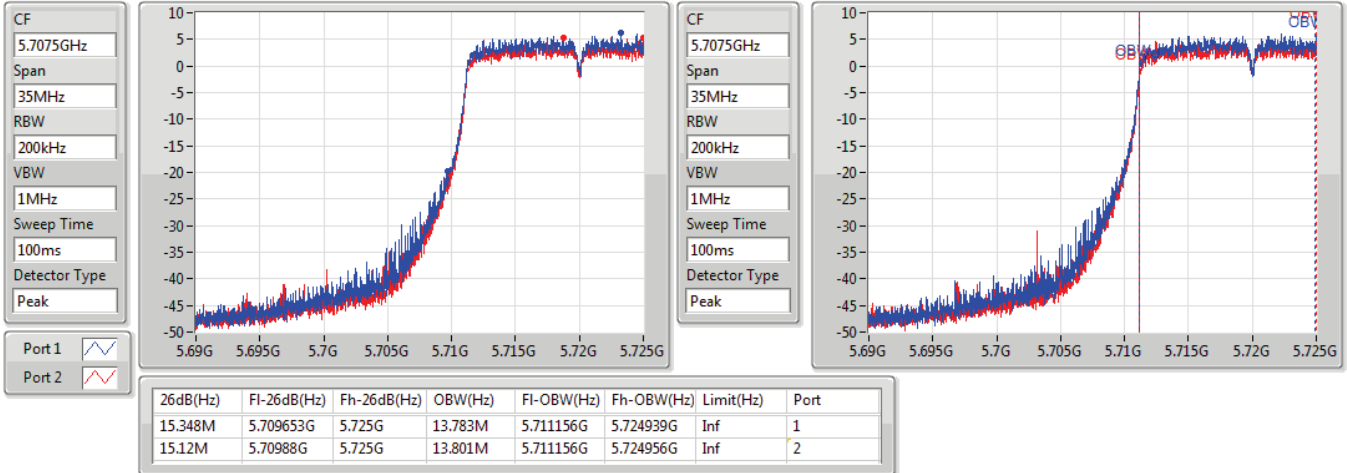 CF
5.7075GHz
Span
35MHz
RBW
200kHz
VBW
1MHz
Sweep Time
100ms
Detector Type
Peak
Port 1
Port 2
10
5
0
-5
-10
-15
-20
-25
-30
-35
-40
-45
-50
5.69G 5.695G 5.7G 5.705G 5.71G 5.715G 5.72G 5.725G
CF
5.7075GHz
Span
35MHz
RBW
200kHz
VBW
1MHz
Sweep Time
100ms
Detector Type
Peak
10
5
0
-5
-10
-15
-20
-25
-30
-35
-40
-45
-50
OBW
OBW
5.69G 5.695G 5.7G 5.705G 5.71G 5.715G 5.72G 5.725G
26dB(Hz) Fl-26dB(Hz) Fh-26dB(Hz) OBW(Hz) Fl-OBW(Hz) Fh-OBW(Hz) Limit(Hz) Port
15.348M 5.709653G 5.725G 13.783M 5.711156G 5.724939G Inf 1
15.12M 5.70988G 5.725G 13.801M 5.711156G 5.724956G Inf 2